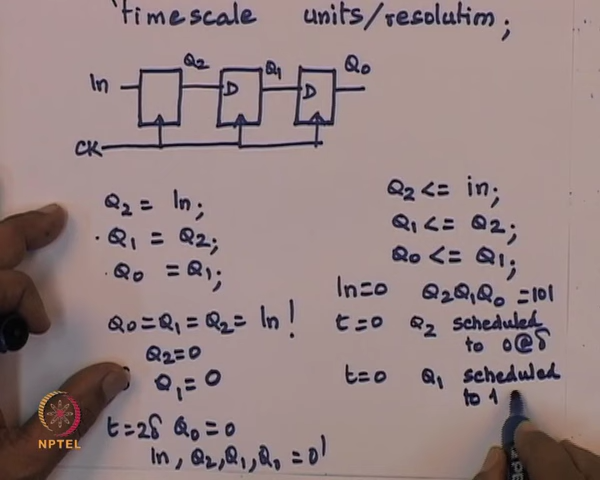 `timescale units/resolution;
In Q2 Q1 Q0
D D
CK
Q2 = In;
Q1 = Q2;
Q0 = Q1;
Q0=Q1=Q2= In!
Q2=0
Q1=0
t=2δ Q0=0
In, Q2, Q1, Q0 =0!
Q2 <= in;
Q1 <= Q2;
Q0 <= Q1;
In=0 Q2Q1Q0 =101
t=0 Q2 scheduled
to 0@δ
t=0 Q1 scheduled
to 1
NPTEL